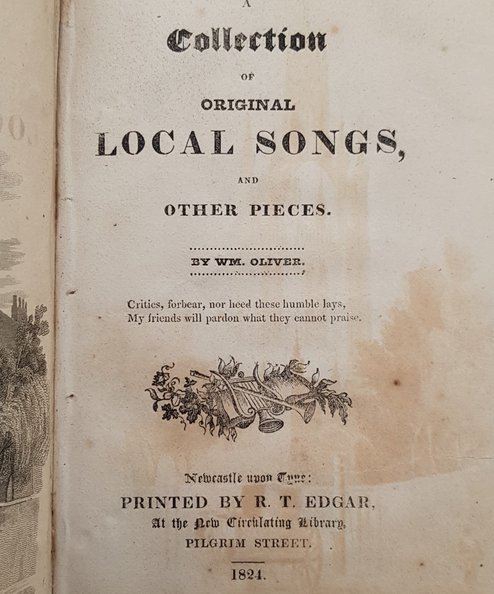 A
Collection
OF
ORIGINAL
LOCAL SONGS,
AND
OTHER PIECES.
BY WM. OLIVER.
Critics, forbear, nor heed these humble lays,
My friends will pardon what they cannot praise.
Newcastle upon Tyne:
PRINTED BY R. T. EDGAR,
At the New Circulating Library,
PILGRIM STREET.
1824.